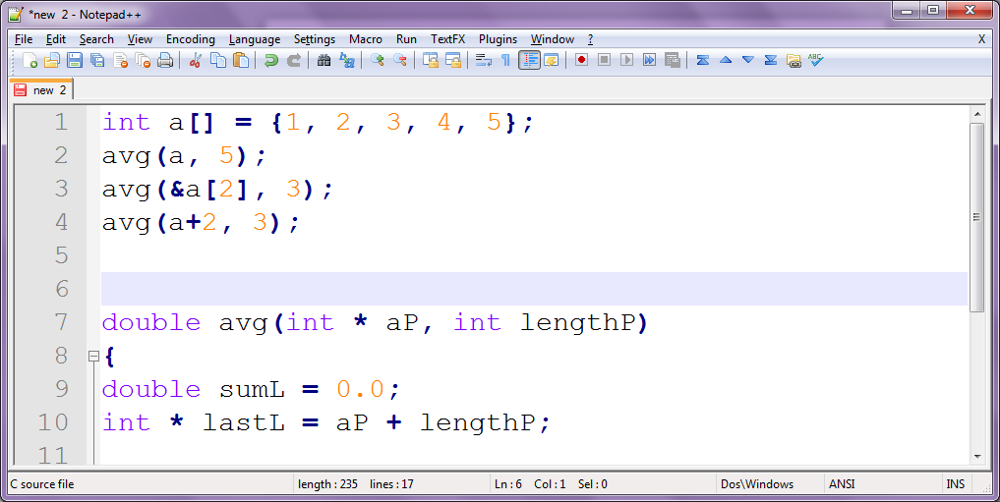 *new  2 - Notepad++
File Edit Search View Encoding Language Settings Macro Run TextFX Plugins Window ? X
new  2
1 int a[] = {1, 2, 3, 4, 5};
2 avg(a, 5);
3 avg(&a[2], 3);
4 avg(a+2, 3);
5
6
7 double avg(int * aP, int lengthP)
8 {
9 double sumL = 0.0;
10 int * lastL = aP + lengthP;
11
C source file length : 235 lines : 17 Ln : 6 Col : 1 Sel : 0 Dos\Windows ANSI INS